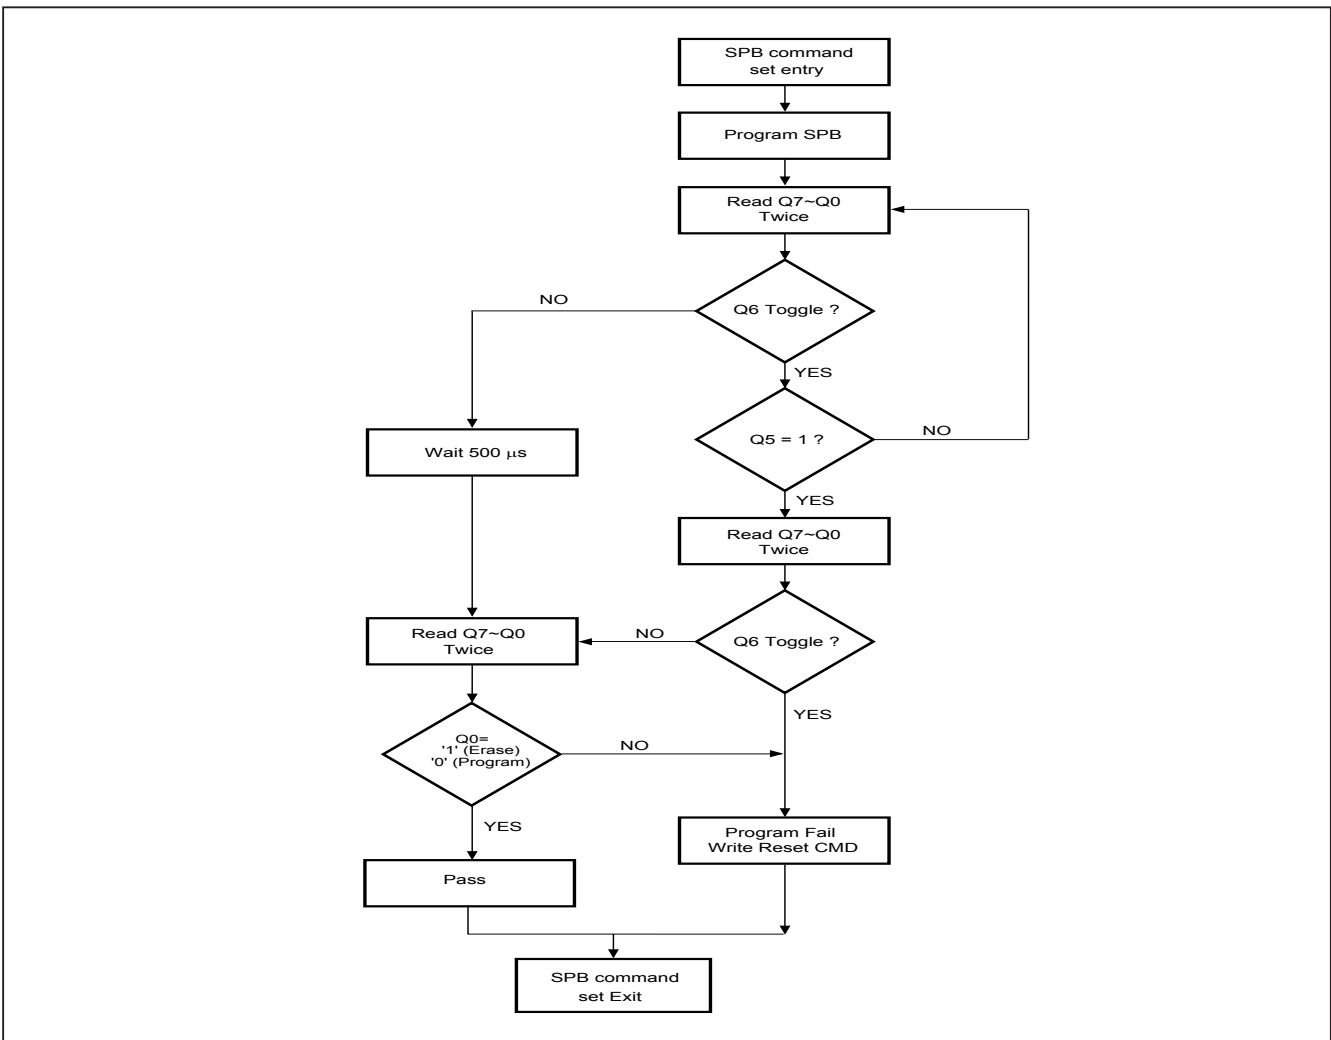 SPB command
set entry
Program SPB
Read Q7~Q0
Twice
Q6 Toggle ?
NO
YES
Q5 = 1 ?
NO
Wait 500 μs
YES
Read Q7~Q0
Twice
Read Q7~Q0
Twice
NO
Q6 Toggle ?
YES
Q0=
'1' (Erase)
'0' (Program)
NO
YES
Program Fail
Write Reset CMD
Pass
SPB command
set Exit